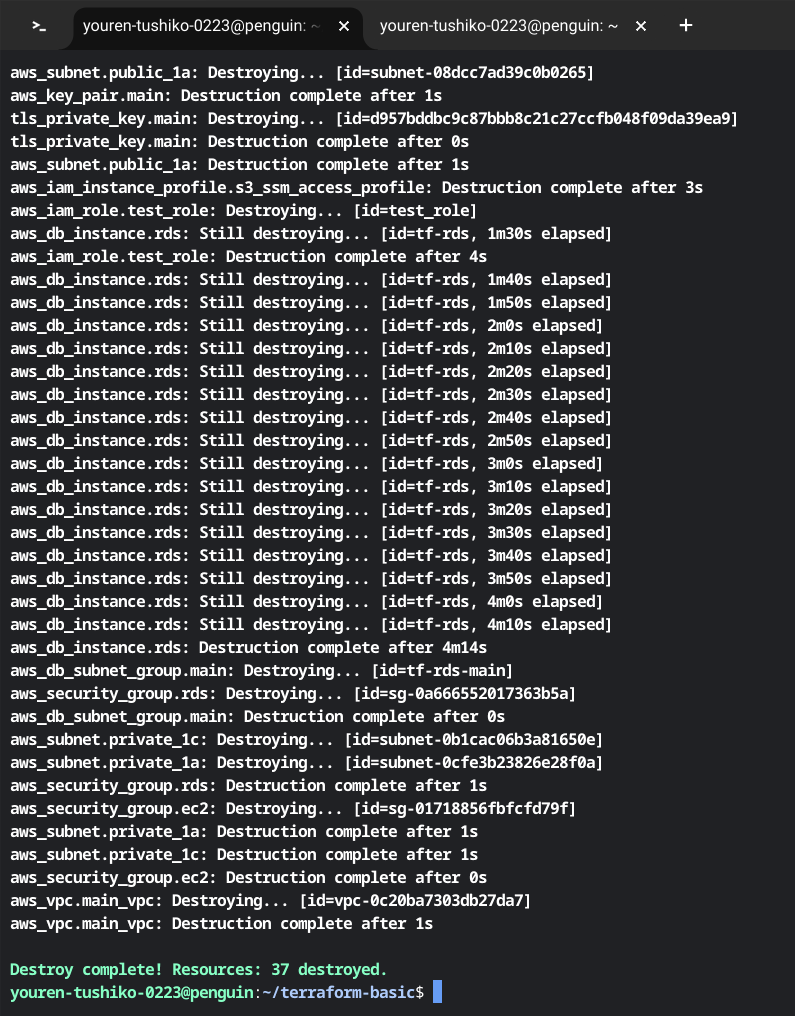 youren-tushiko-0223@penguin: ~
youren-tushiko-0223@penguin: ~
aws_subnet.public_1a: Destroying... [id=subnet-08dcc7ad39c0b0265]
aws_key_pair.main: Destruction complete after 1s
tls_private_key.main: Destroying... [id=d957bddbc9c87bbb8c21c27ccfb048f09da39ea9]
tls_private_key.main: Destruction complete after 0s
aws_subnet.public_1a: Destruction complete after 1s
aws_iam_instance_profile.s3_ssm_access_profile: Destruction complete after 3s
aws_iam_role.test_role: Destroying... [id=test_role]
aws_db_instance.rds: Still destroying... [id=tf-rds, 1m30s elapsed]
aws_iam_role.test_role: Destruction complete after 4s
aws_db_instance.rds: Still destroying... [id=tf-rds, 1m40s elapsed]
aws_db_instance.rds: Still destroying... [id=tf-rds, 1m50s elapsed]
aws_db_instance.rds: Still destroying... [id=tf-rds, 2m0s elapsed]
aws_db_instance.rds: Still destroying... [id=tf-rds, 2m10s elapsed]
aws_db_instance.rds: Still destroying... [id=tf-rds, 2m20s elapsed]
aws_db_instance.rds: Still destroying... [id=tf-rds, 2m30s elapsed]
aws_db_instance.rds: Still destroying... [id=tf-rds, 2m40s elapsed]
aws_db_instance.rds: Still destroying... [id=tf-rds, 2m50s elapsed]
aws_db_instance.rds: Still destroying... [id=tf-rds, 3m0s elapsed]
aws_db_instance.rds: Still destroying... [id=tf-rds, 3m10s elapsed]
aws_db_instance.rds: Still destroying... [id=tf-rds, 3m20s elapsed]
aws_db_instance.rds: Still destroying... [id=tf-rds, 3m30s elapsed]
aws_db_instance.rds: Still destroying... [id=tf-rds, 3m40s elapsed]
aws_db_instance.rds: Still destroying... [id=tf-rds, 3m50s elapsed]
aws_db_instance.rds: Still destroying... [id=tf-rds, 4m0s elapsed]
aws_db_instance.rds: Still destroying... [id=tf-rds, 4m10s elapsed]
aws_db_instance.rds: Destruction complete after 4m14s
aws_db_subnet_group.main: Destroying... [id=tf-rds-main]
aws_security_group.rds: Destroying... [id=sg-0a666552017363b5a]
aws_db_subnet_group.main: Destruction complete after 0s
aws_subnet.private_1c: Destroying... [id=subnet-0b1cac06b3a81650e]
aws_subnet.private_1a: Destroying... [id=subnet-0cfe3b23826e28f0a]
aws_security_group.rds: Destruction complete after 1s
aws_security_group.ec2: Destroying... [id=sg-01718856fbfcfd79f]
aws_subnet.private_1a: Destruction complete after 1s
aws_subnet.private_1c: Destruction complete after 1s
aws_security_group.ec2: Destruction complete after 0s
aws_vpc.main_vpc: Destroying... [id=vpc-0c20ba7303db27da7]
aws_vpc.main_vpc: Destruction complete after 1s
Destroy complete! Resources: 37 destroyed.
youren-tushiko-0223@penguin:~/terraform-basic$